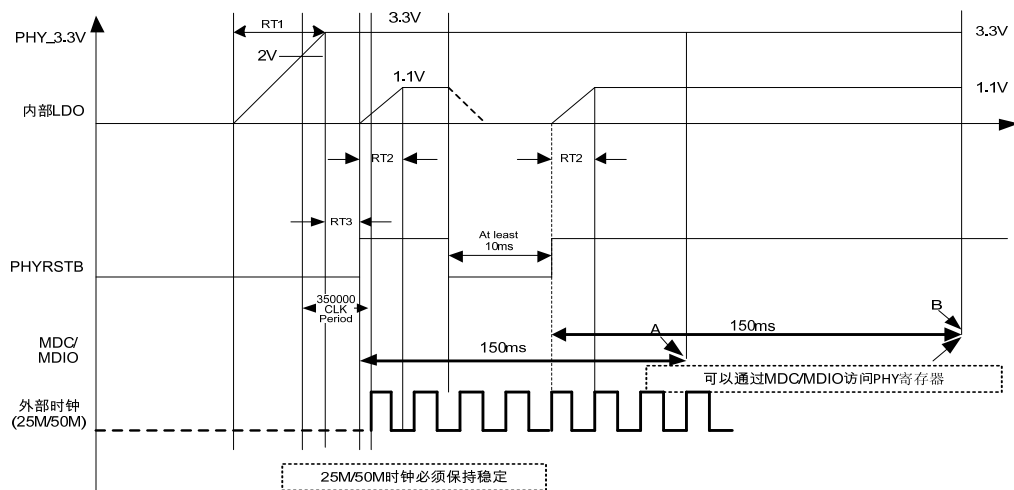 RT1
3.3V
PHY_3.3V
3.3V
2V
1.1V
1.1V
内部LDO
RT2
RT2
RT3
At least
10ms
PHYRSTB
350000
CLK
Period
B
150ms
A
MDC/
MDIO
150ms
可以通过MDC/MDIO访问PHY寄存器
外部时钟
(25M/50M)
25M/50M时钟必须保持稳定